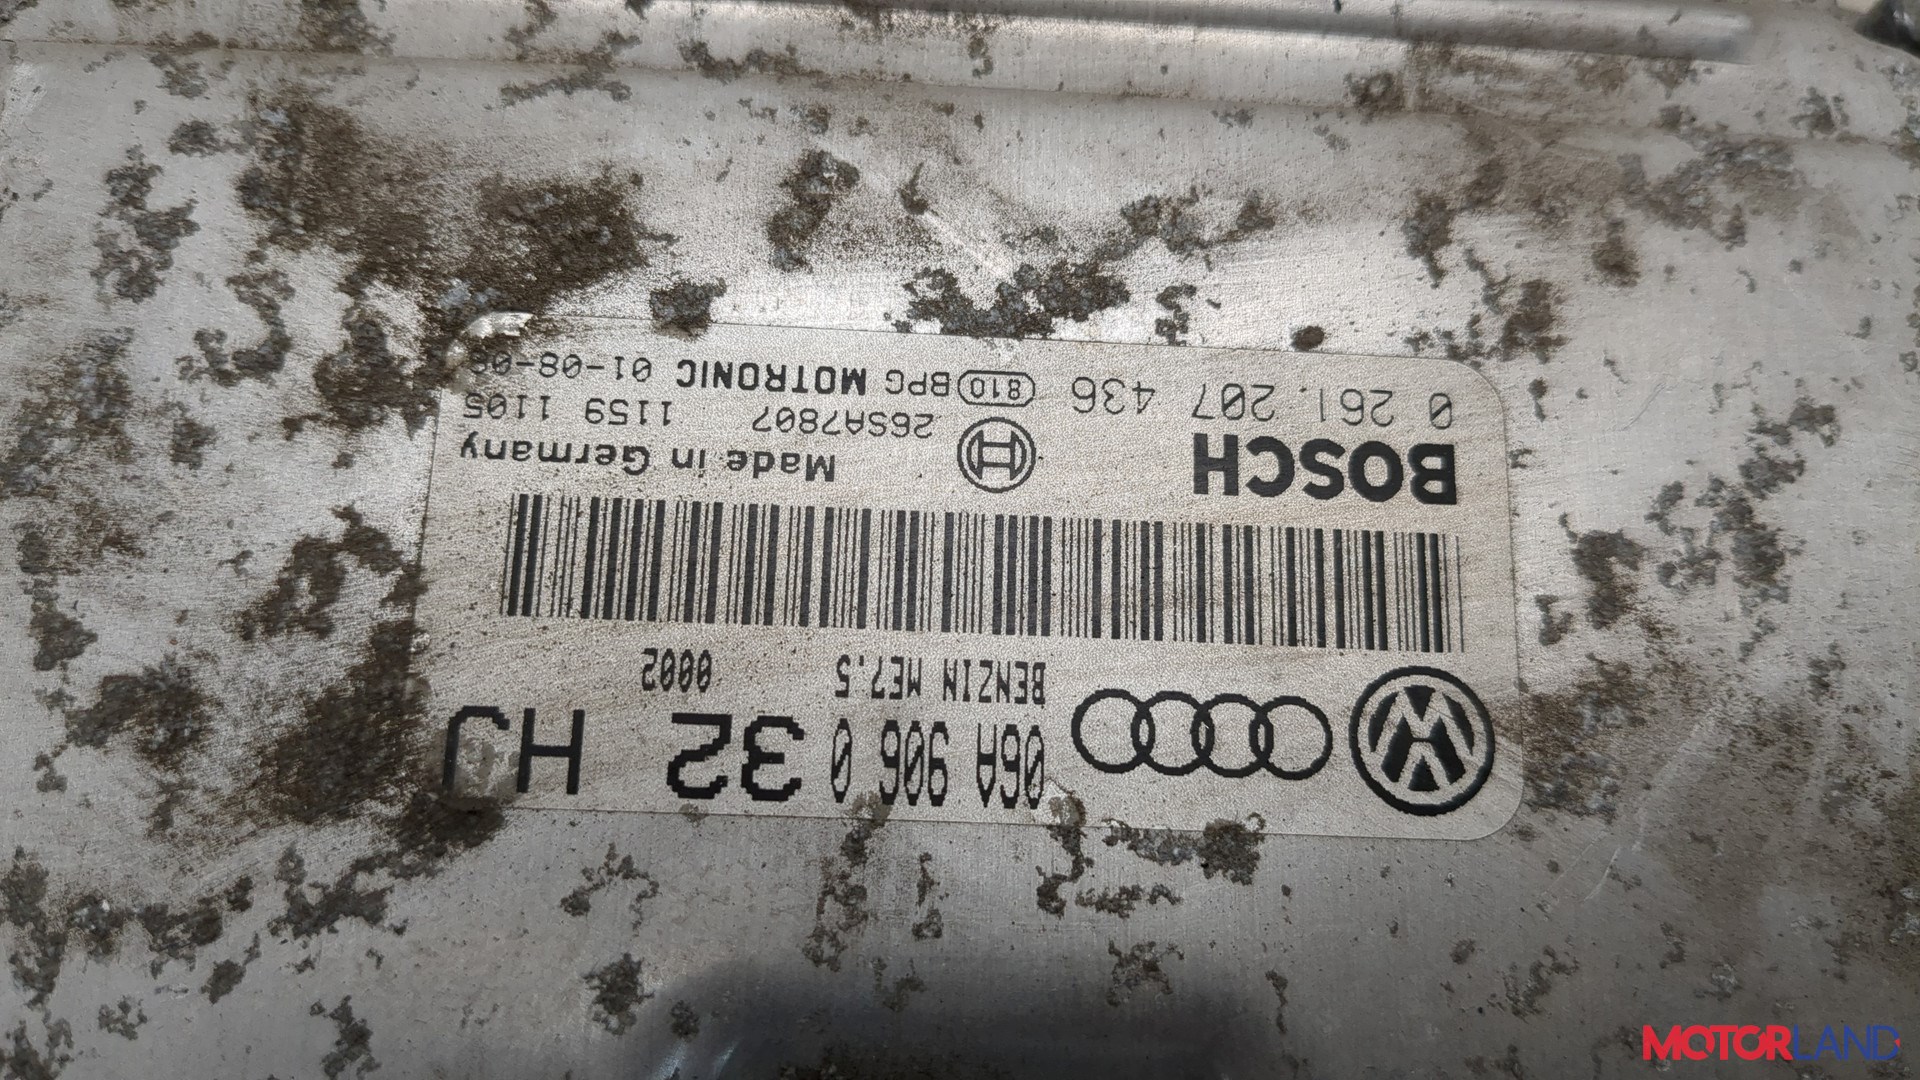 06A 906 032 HJ
BENZIN ME7.5 0002
BOSCH
Made in Germany
26SA7807 1159 1105
0 261 207 436
810 BPG MOTRONIC 01-08-08
MOTORLAND